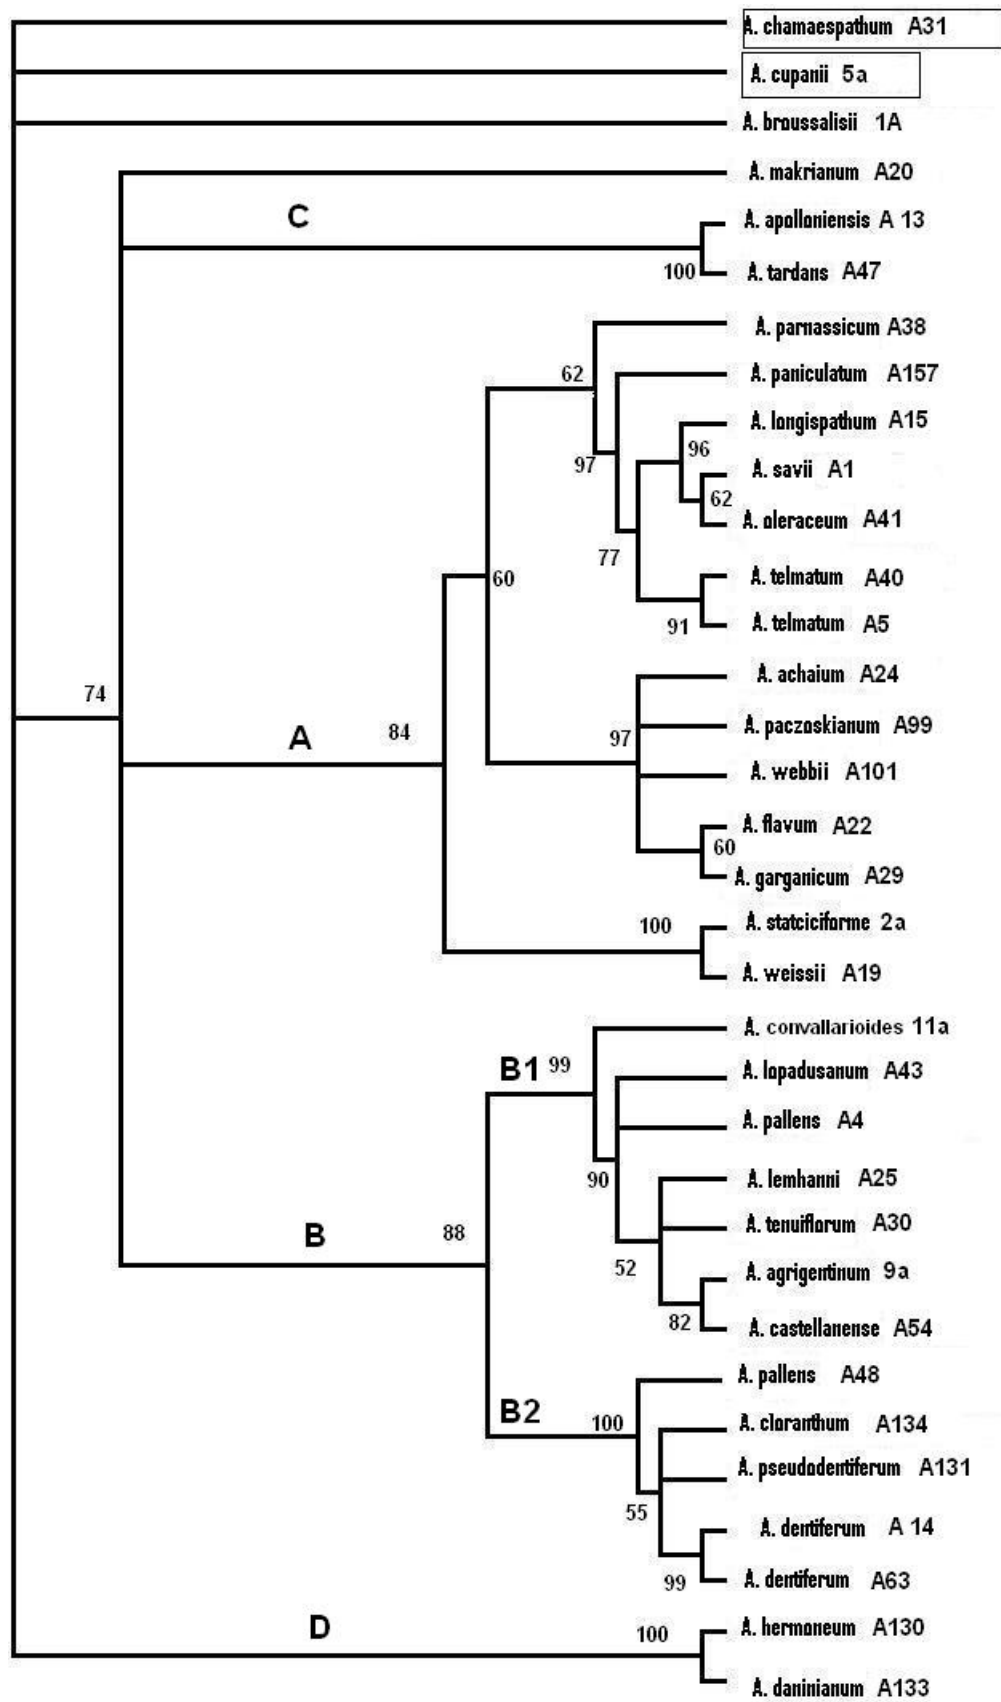 A. chamaespathum A31
A. cupanii 5a
A. broussalisii 1A
A. makrianum A20
C
A. apolloniensis A 13
100
A. tardans A47
A. parnassicum A38
62
A. paniculatum A157
A. longispathum A15
96
97
A. savii A1
62
A. oleraceum A41
77
A. telmatum A40
60
91
A. telmatum A5
A. achaium A24
74
A. paczoskianum A99
A
84
97
A. webbii A101
A. flavum A22
60
A. garganicum A29
100
A. statciciforme 2a
A. weissii A19
A. convallarioides 11a
B1 99
A. lopadusanum A43
A. pallens A4
90
A. lemhanni A25
A. tenuiflorum A30
B
88
52
A. agrigentinum 9a
82
A. castellanense A54
A. pallens A48
B2
100
A. cloranthum A134
A. pseudodentiferum A131
55
A. dentiferum A 14
99
A. dentiferum A63
D
100
A. hermoneum A130
A. daninianum A133